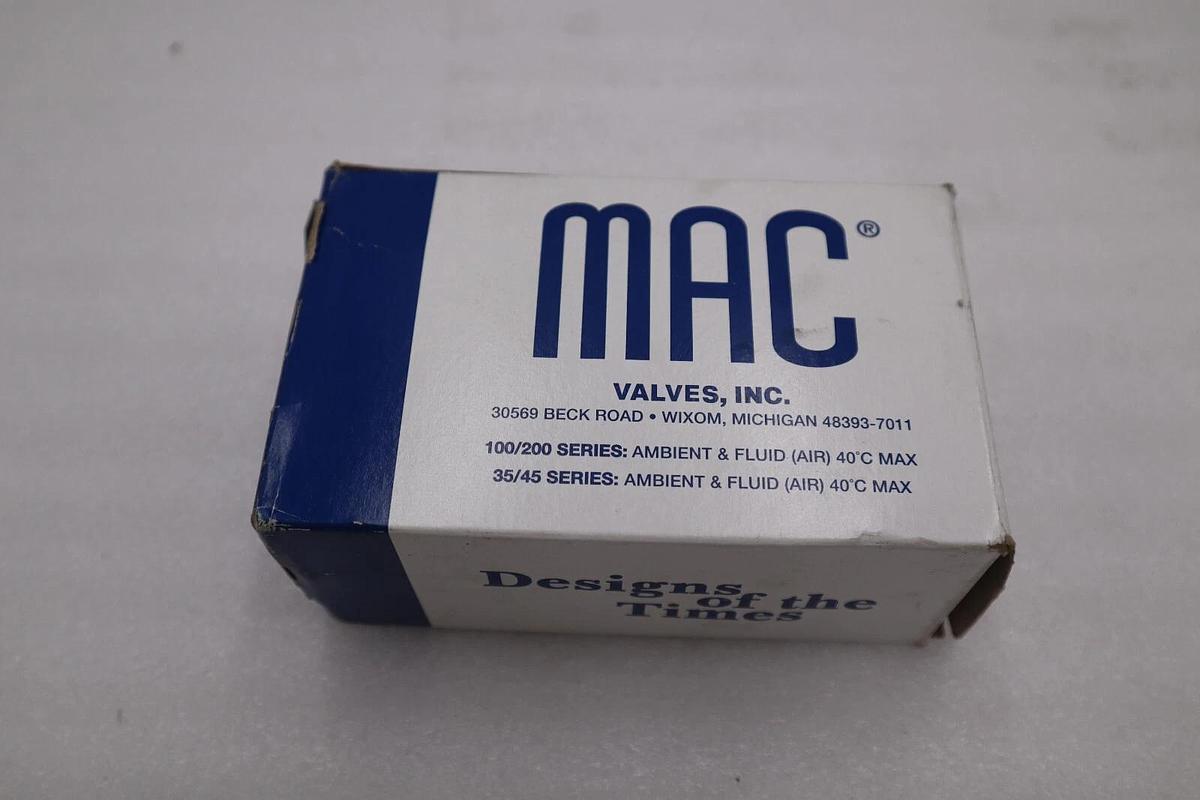 MAC®
VALVES, INC.
30569 BECK ROAD • WIXOM, MICHIGAN 48393-7011
100/200 SERIES: AMBIENT & FLUID (AIR) 40°C MAX
35/45 SERIES: AMBIENT & FLUID (AIR) 40°C MAX
Designs
of the
Times